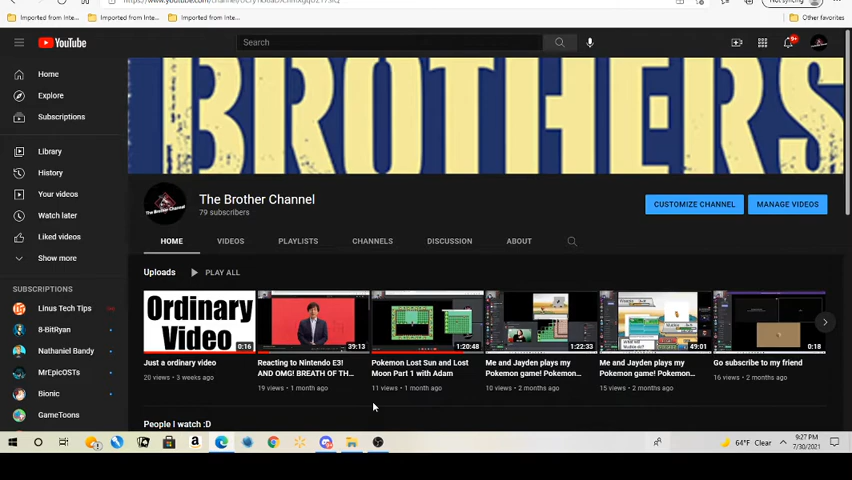 Not syncing
Imported from Inte...
Imported from Inte...
Imported from Inte...
Other favorites
YouTube
Search
9+
BROTHERS
Home
Explore
Subscriptions
Library
History
Your videos
Watch later
Liked videos
Show more
SUBSCRIPTIONS
Linus Tech Tips
8-BitRyan
Nathaniel Bandy
MrEpicOSTs
Bionic
GameToons
The Brother Channel
The Brother Channel
79 subscribers
CUSTOMIZE CHANNEL
MANAGE VIDEOS
HOME
VIDEOS
PLAYLISTS
CHANNELS
DISCUSSION
ABOUT
Uploads
PLAY ALL
Ordinary
Video
0:16
Just a ordinary video
20 views • 3 weeks ago
39:13
Reacting to Nintendo E3!
AND OMG! BREATH OF TH...
19 views • 1 month ago
1:20:48
Pokemon Lost Sun and Lost
Moon Part 1 with Adam
11 views • 1 month ago
1:22:33
Me and Jayden plays my
Pokemon game! Pokemon...
10 views • 2 months ago
49:01
Me and Jayden plays my
Pokemon game! Pokemon...
15 views • 2 months ago
0:18
Go subscribe to my friend
16 views • 2 months ago
People I watch :D
64°F Clear
9:27 PM
7/30/2021